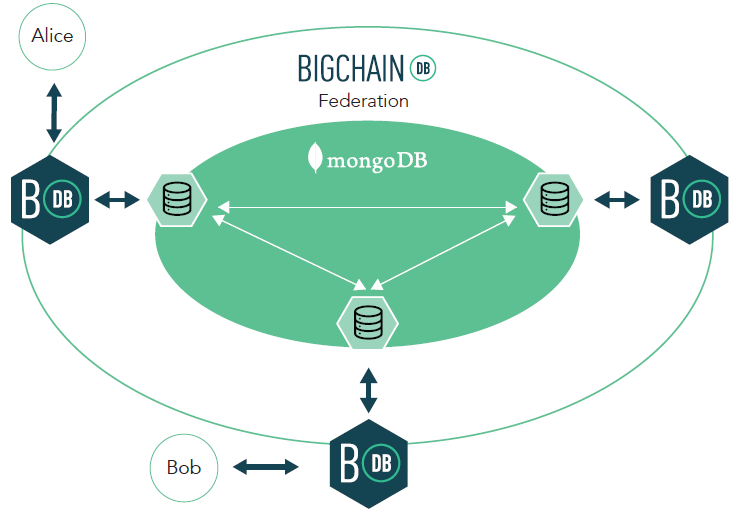 Alice
BIGCHAIN DB
Federation
mongoDB
B DB
B DB
B DB
Bob